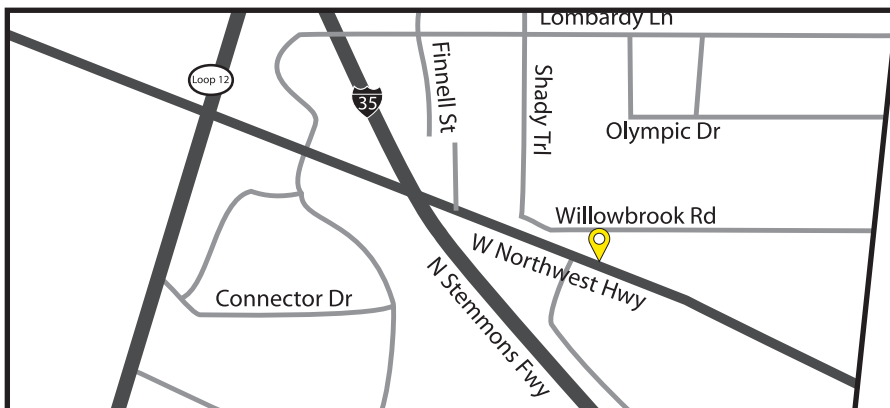 Lombardy Ln
Loop 12
35
Finnell St
Shady Trl
Olympic Dr
Willowbrook Rd
W Northwest Hwy
N Stemmons Fwy
Connector Dr